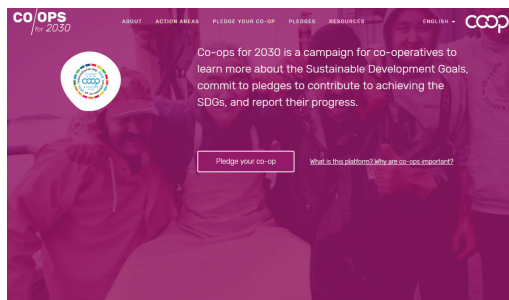 CO/OPS
for 2030
ABOUT
ACTION AREAS
PLEDGE YOUR CO-OP
PLEDGES
RESOURCES
ENGLISH
coop
Co-ops for 2030 is a campaign for co-operatives to
learn more about the Sustainable Development Goals,
commit to pledges to contribute to achieving the
SDGs, and report their progress.
coop
Pledge your co-op
What is this platform? Why are co-ops important?